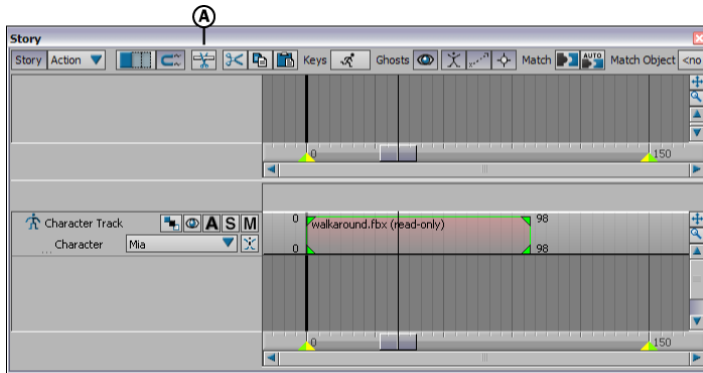 A
Story
Story Action Keys Ghosts Match AUTO Match Object <no
0 150
Character Track A S M 0 walkaround.fbx (read-only) 98
Character Mia 0 98
0 150